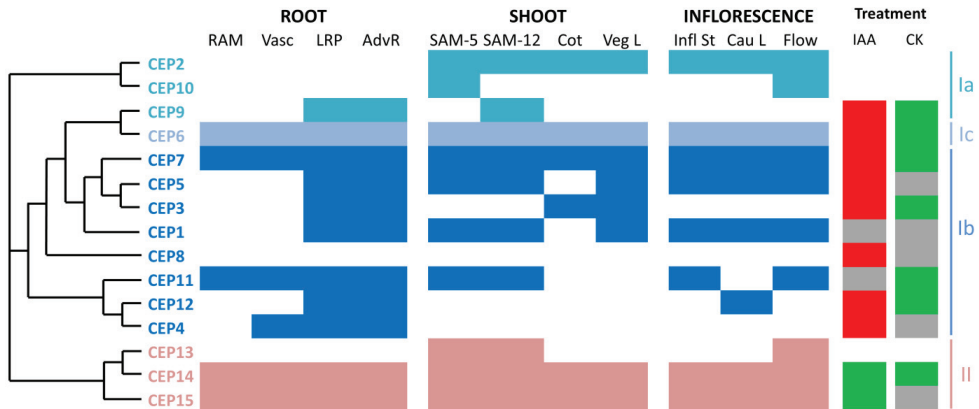 ROOT SHOOT INFLORESCENCE Treatment
RAM Vasc LRP AdvR SAM-5 SAM-12 Cot Veg L Infl St Cau L Flow IAA CK
CEP2
CEP10
Ia
CEP9
CEP6
Ic
CEP7
CEP5
CEP3
CEP1
Ib
CEP8
CEP11
CEP12
CEP4
CEP13
CEP14
II
CEP15